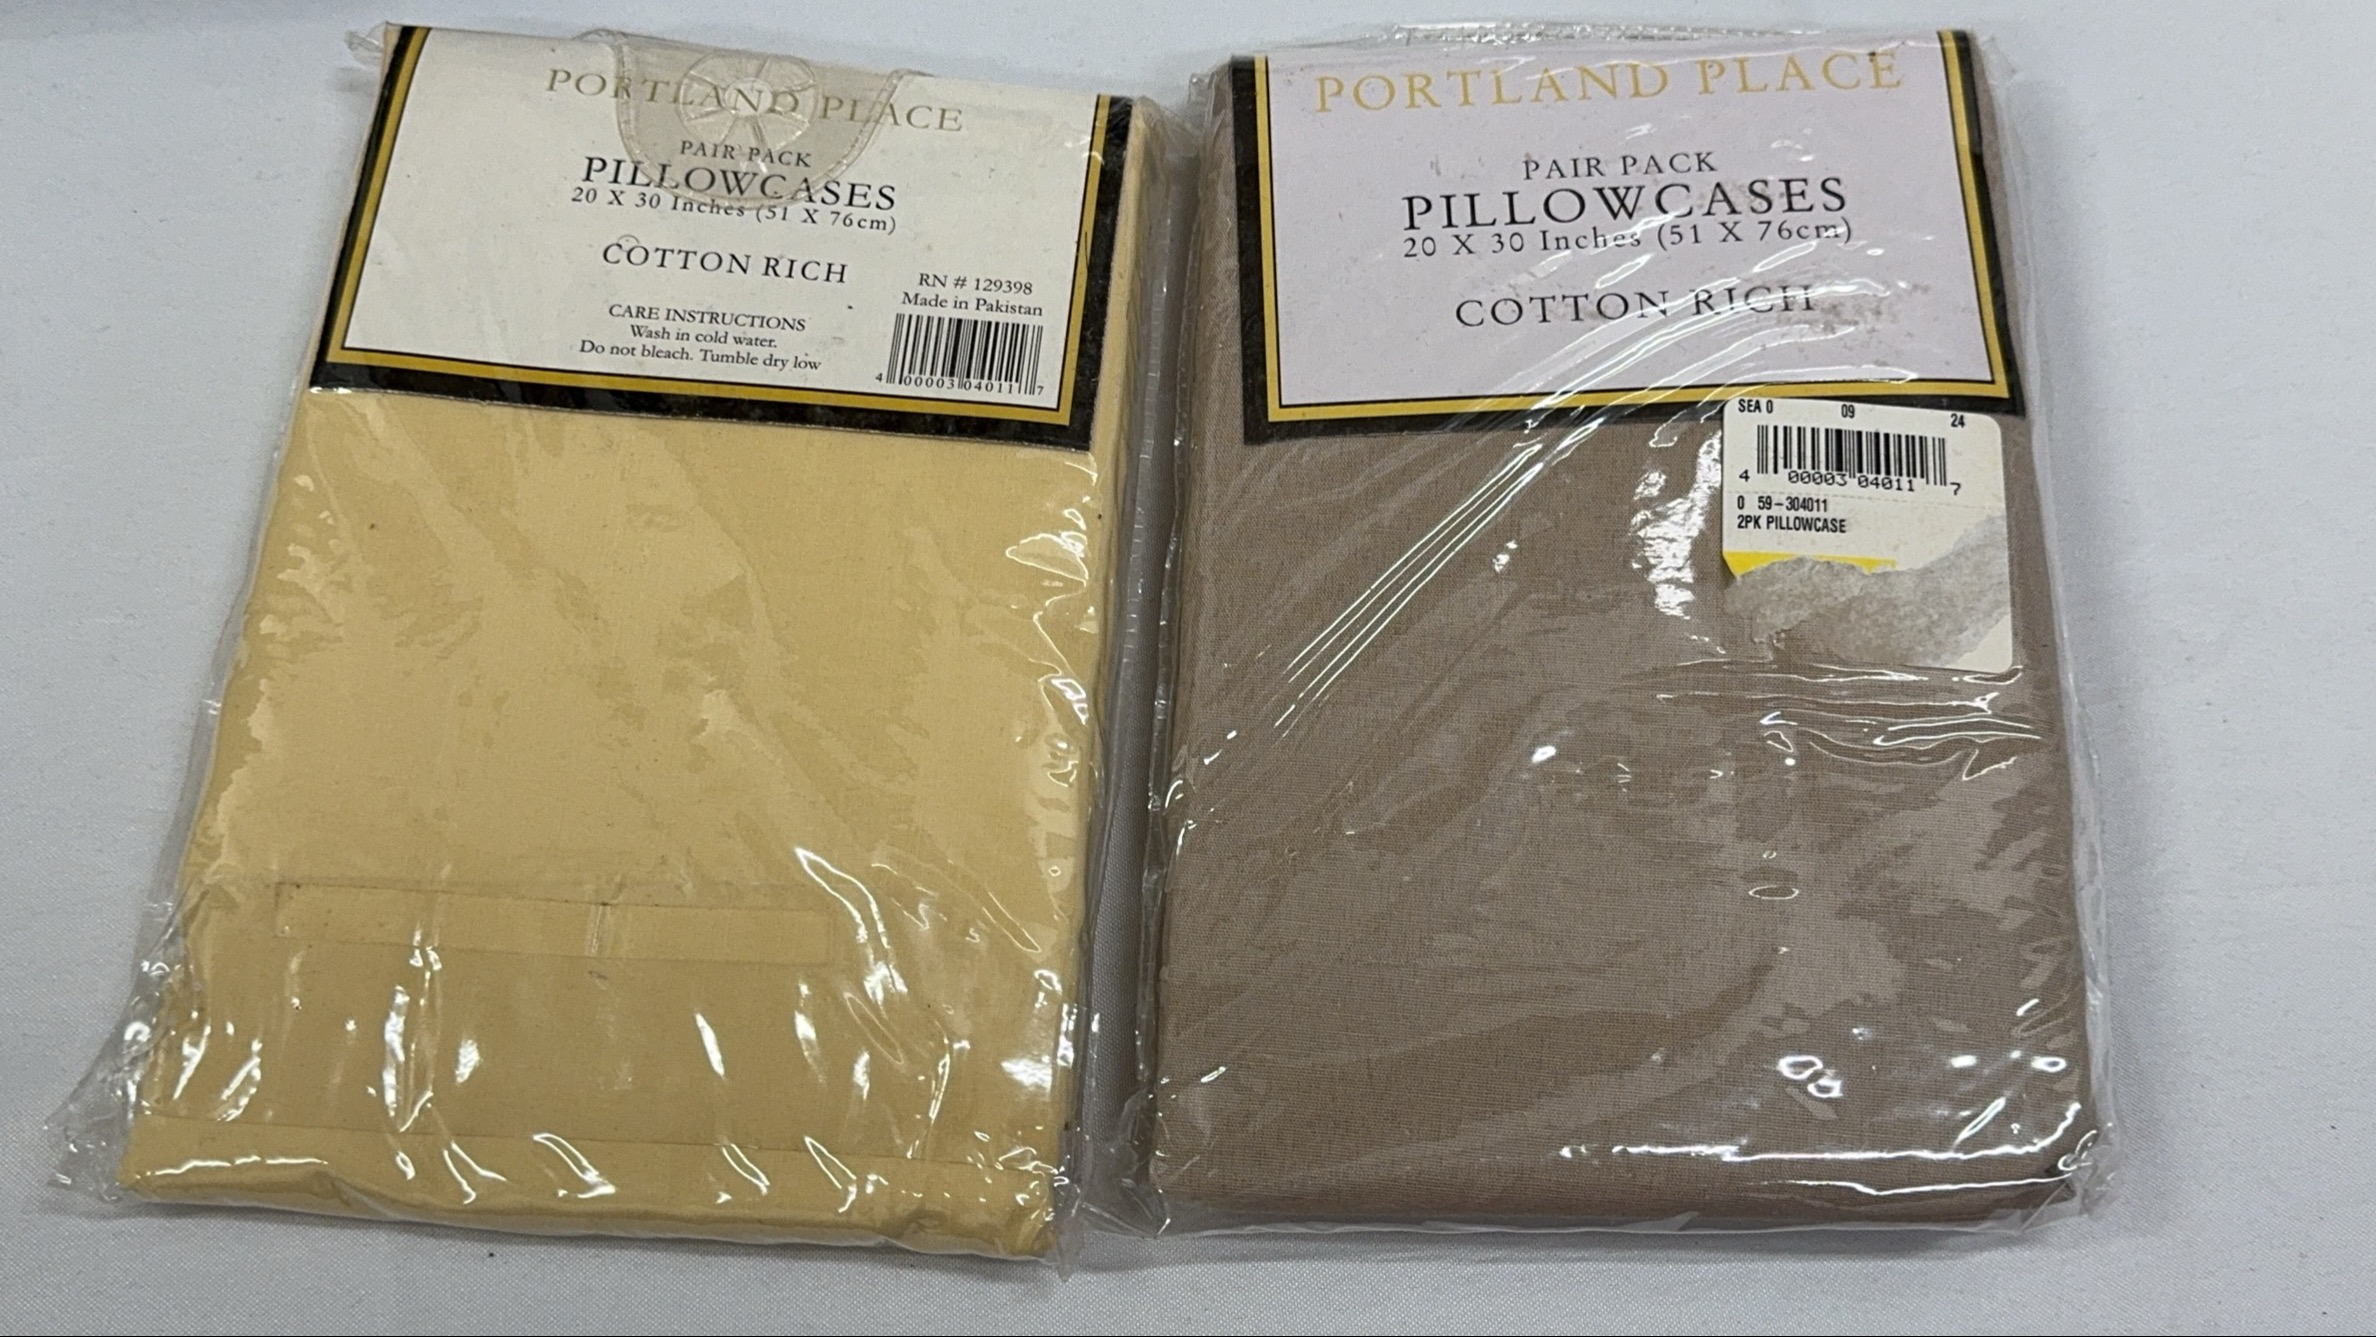 PORTLAND PLACE
PAIR PACK
PILLOWCASES
20 X 30 Inches (51 X 76cm)
COTTON RICH
CARE INSTRUCTIONS
Wash in cold water.
Do not bleach. Tumble dry low
RN # 129398
Made in Pakistan
4 00003 04011 7
PORTLAND PLACE
PAIR PACK
PILLOWCASES
20 X 30 Inches (51 X 76cm)
COTTON RICH
SEA 0 09 24
4 00003 04011 7
0 59-304011
2PK PILLOWCASE